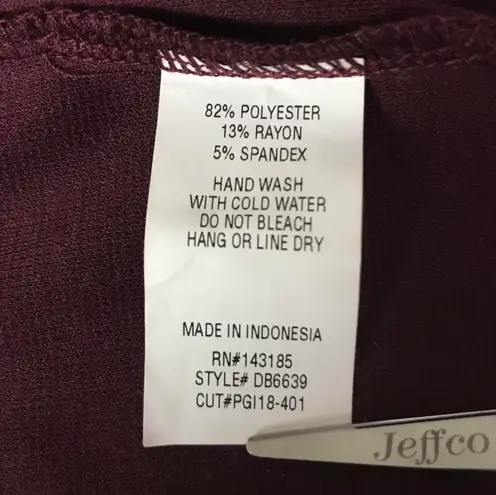 82% POLYESTER
13% RAYON
5% SPANDEX
HAND WASH
WITH COLD WATER
DO NOT BLEACH
HANG OR LINE DRY
MADE IN INDONESIA
RN#143185
STYLE# DB6639
CUT#PGI18-401
Jeffco